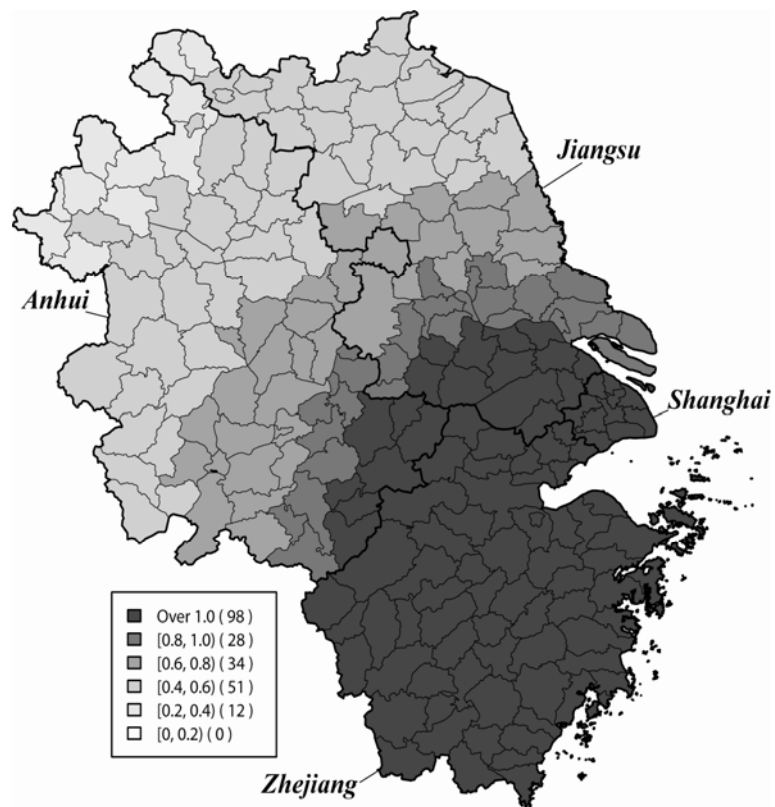 Jiangsu
Anhui
Shanghai
Over 1.0 ( 98 )
[0.8, 1.0) ( 28 )
[0.6, 0.8) ( 34 )
[0.4, 0.6) ( 51 )
[0.2, 0.4) ( 12 )
[0, 0.2) ( 0 )
Zhejiang